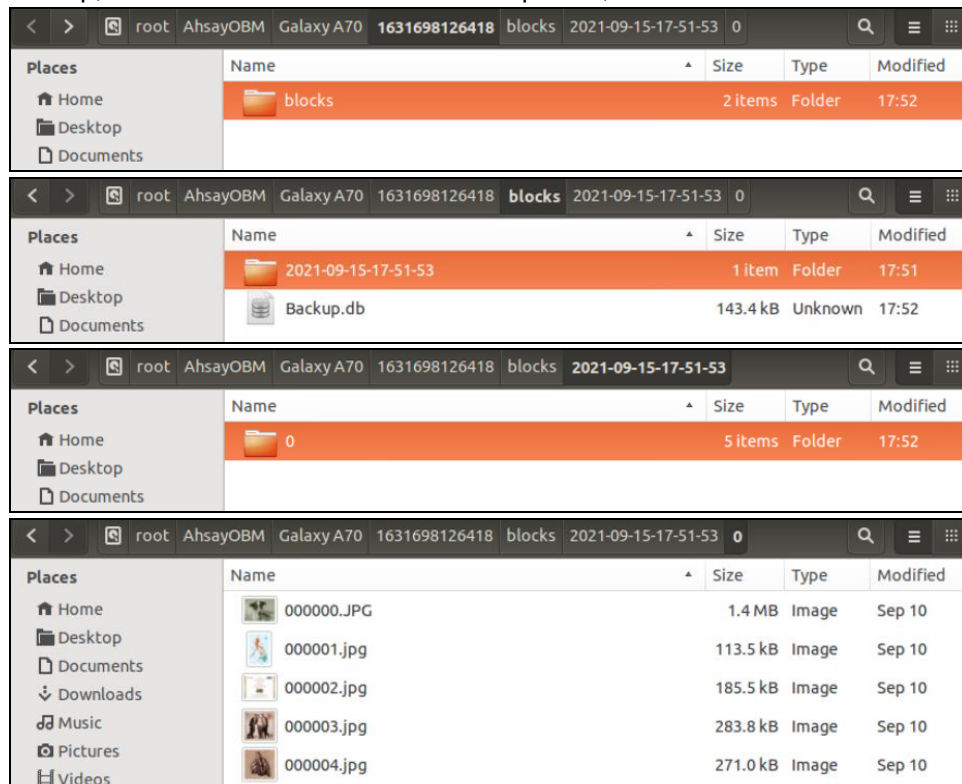 root AhsayOBM Galaxy A70 1631698126418 blocks 2021-09-15-17-51-53 0
Places Name Size Type Modified
Home blocks 2 items Folder 17:52
Desktop
Documents
root AhsayOBM Galaxy A70 1631698126418 blocks 2021-09-15-17-51-53 0
Places Name Size Type Modified
Home 2021-09-15-17-51-53 1 item Folder 17:51
Desktop Backup.db 143.4 kB Unknown 17:52
Documents
root AhsayOBM Galaxy A70 1631698126418 blocks 2021-09-15-17-51-53
Places Name Size Type Modified
Home 0 5 items Folder 17:52
Desktop
Documents
root AhsayOBM Galaxy A70 1631698126418 blocks 2021-09-15-17-51-53 0
Places Name Size Type Modified
Home 000000.JPG 1.4 MB Image Sep 10
Desktop 000001.jpg 113.5 kB Image Sep 10
Documents
Downloads 000002.jpg 185.5 kB Image Sep 10
Music 000003.jpg 283.8 kB Image Sep 10
Pictures 000004.jpg 271.0 kB Image Sep 10
Videos